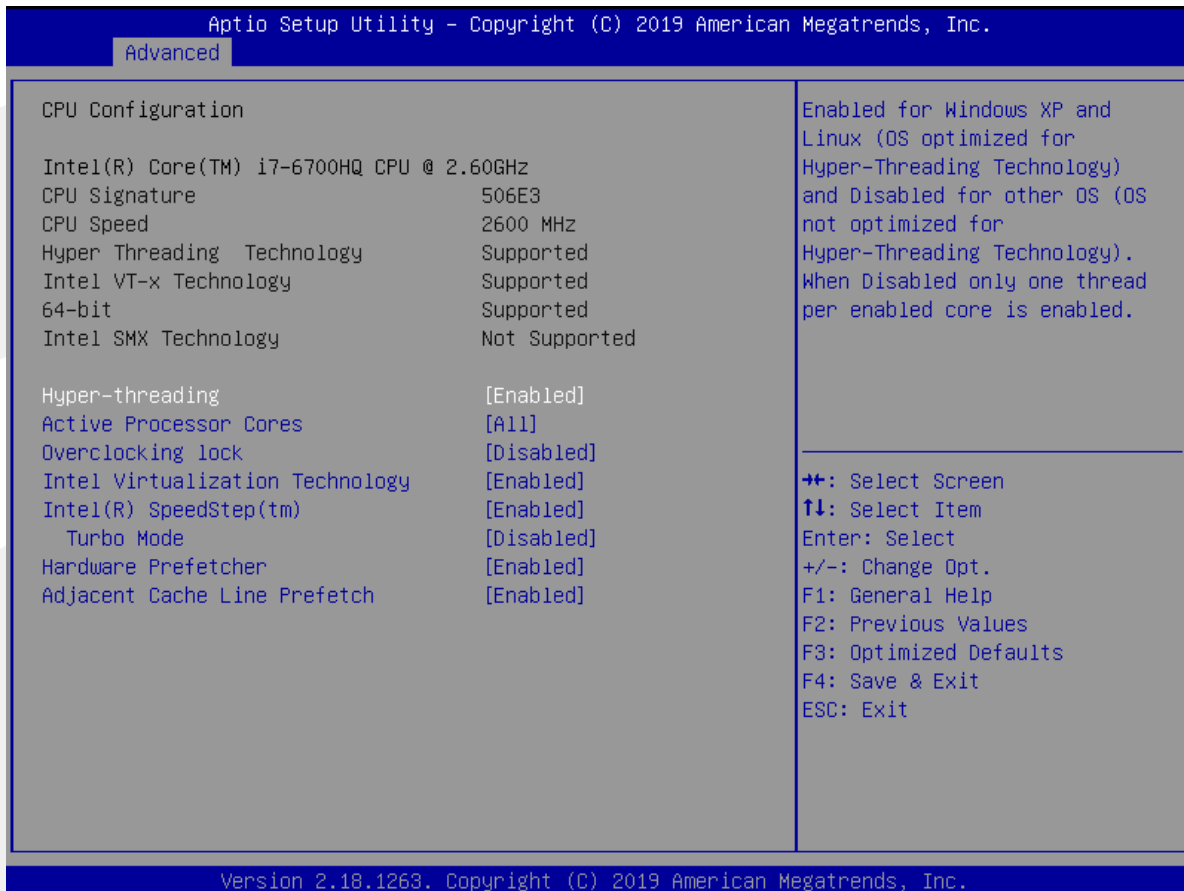 Aptio Setup Utility – Copyright (C) 2019 American Megatrends, Inc.
Advanced
CPU Configuration
Intel(R) Core(TM) i7-6700HQ CPU @ 2.60GHz
CPU Signature 506E3
CPU Speed 2600 MHz
Hyper Threading  Technology Supported
Intel VT-x Technology Supported
64-bit Supported
Intel SMX Technology Not Supported
Hyper-threading [Enabled]
Active Processor Cores [All]
Overclocking lock [Disabled]
Intel Virtualization Technology [Enabled]
Intel(R) SpeedStep(tm) [Enabled]
Turbo Mode [Disabled]
Hardware Prefetcher [Enabled]
Adjacent Cache Line Prefetch [Enabled]
Enabled for Windows XP and
Linux (OS optimized for
Hyper-Threading Technology)
and Disabled for other OS (OS
not optimized for
Hyper-Threading Technology).
When Disabled only one thread
per enabled core is enabled.
→←: Select Screen
↑↓: Select Item
Enter: Select
+/-: Change Opt.
F1: General Help
F2: Previous Values
F3: Optimized Defaults
F4: Save & Exit
ESC: Exit
Version 2.18.1263. Copyright (C) 2019 American Megatrends, Inc.